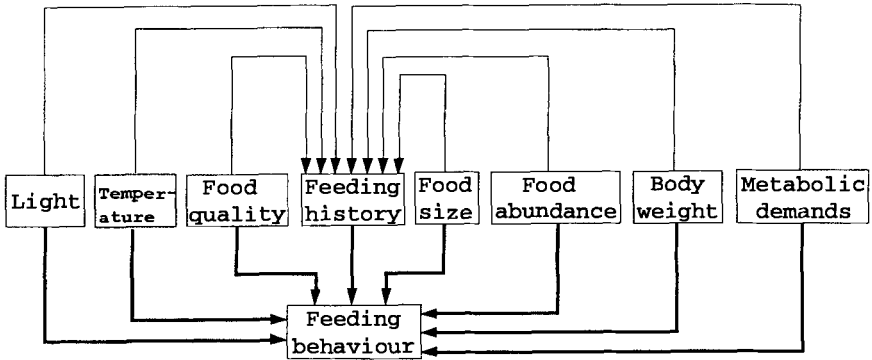 Light
Temper-
ature
Food
quality
Feeding
history
Food
size
Food
abundance
Body
weight
Metabolic
demands
Feeding
behaviour